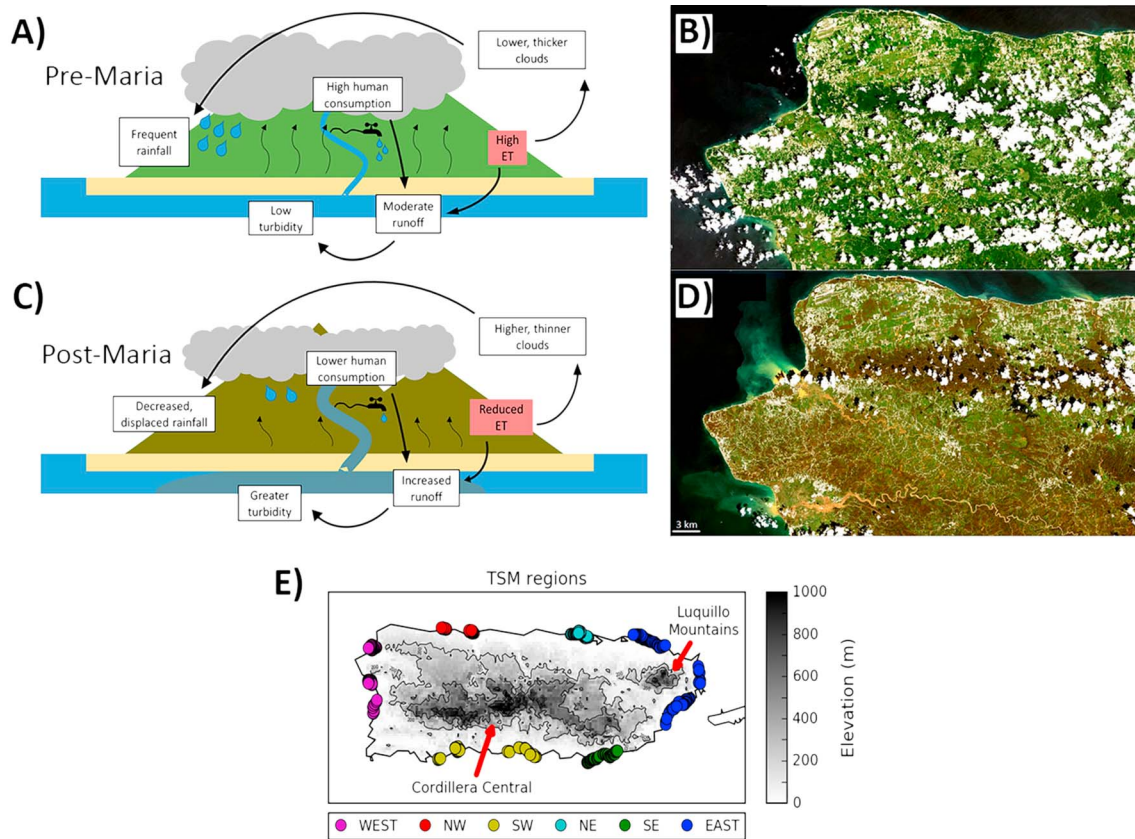 A)
Pre-Maria
Lower, thicker
clouds
High human
consumption
Frequent
rainfall
High
ET
Low
turbidity
Moderate
runoff
B)
C)
Post-Maria
Higher, thinner
clouds
Lower human
consumption
Decreased,
displaced rainfall
Reduced
ET
Greater
turbidity
Increased
runoff
D)
3 km
E)
TSM regions
Luquillo
Mountains
Cordillera Central
1000
800
600
400
200
0
Elevation (m)
WEST NW SW NE SE EAST